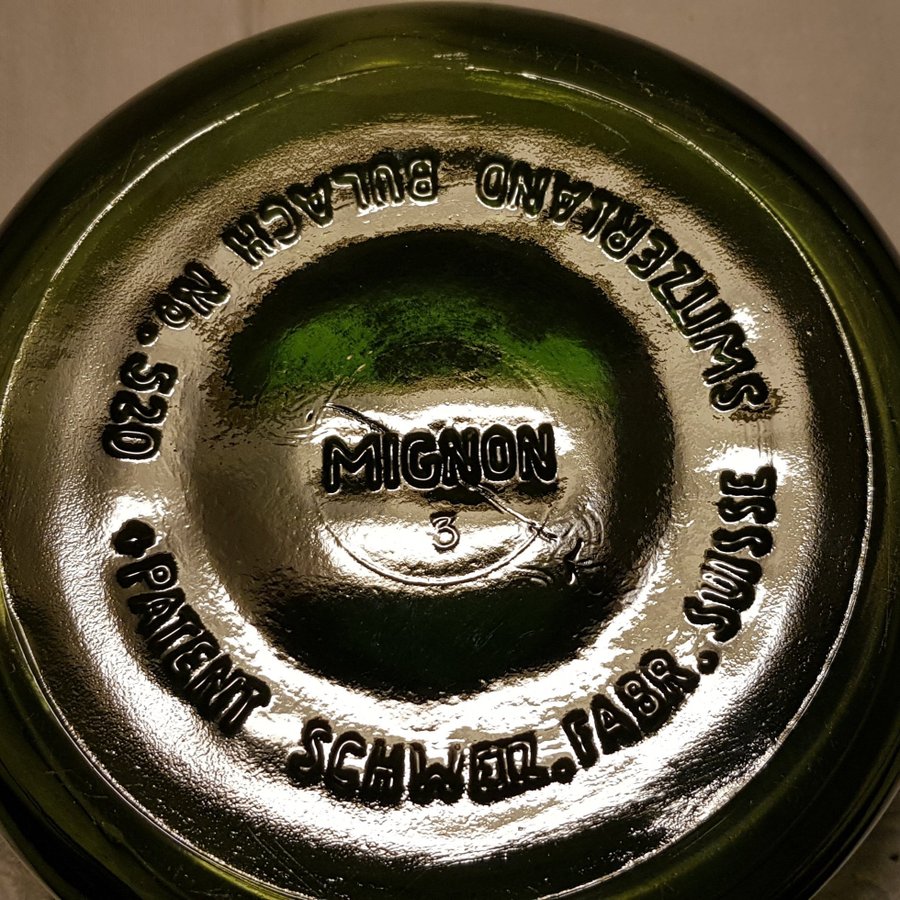 MIGNON
3
.PATENT SCHWEIZ.FABR.SUISSE
SWITZERLAND BULACH No.520